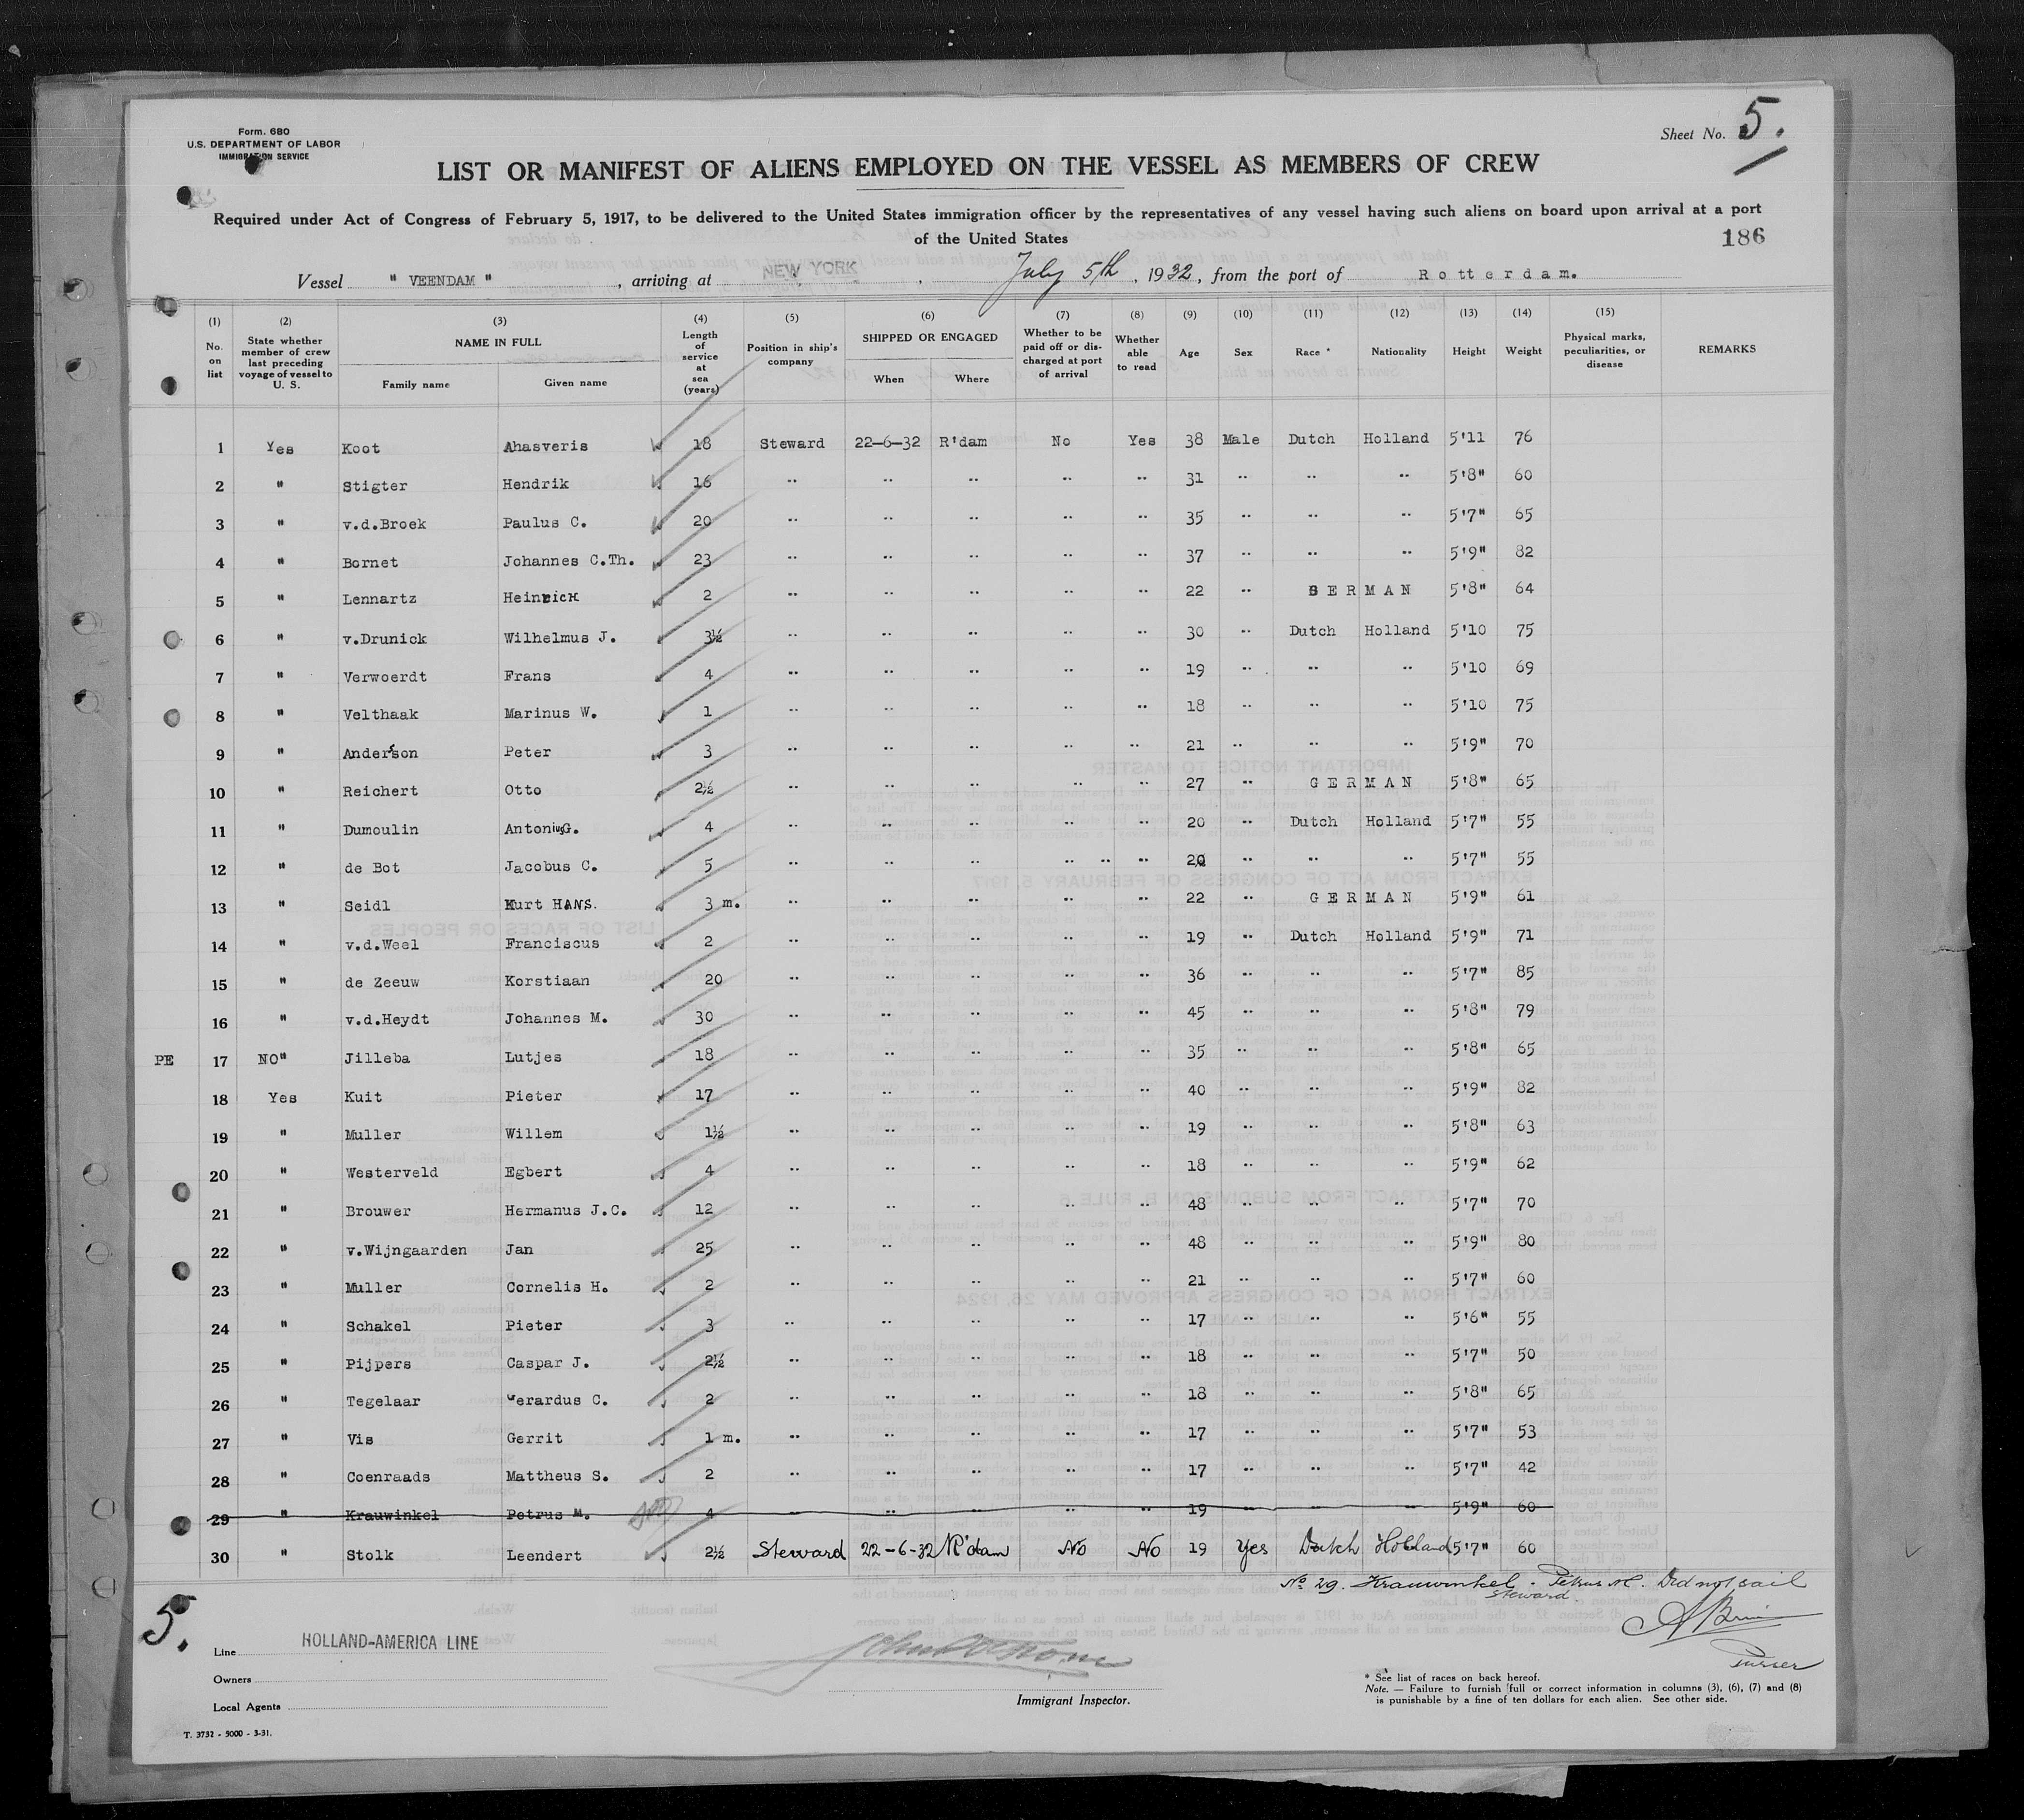 Form. 680
U.S. DEPARTMENT OF LABOR
IMMIGRATION SERVICE
Sheet No. 5.
LIST OR MANIFEST OF ALIENS EMPLOYED ON THE VESSEL AS MEMBERS OF CREW
Required under Act of Congress of February 5, 1917, to be delivered to the United States immigration officer by the representatives of any vessel having such aliens on board upon arrival at a port
of the United States
186
Vessel " VEENDAM " , arriving at NEW YORK , July 5th , 1932 , from the port of Rotterdam.
(1) No. on list (2) State whether member of crew last preceding voyage of vessel to U. S. (3) NAME IN FULL Family name Given name (4) Length of service at sea (years) (5) Position in ship's company (6) SHIPPED OR ENGAGED When Where (7) Whether to be paid off or discharged at port of arrival (8) Whether able to read (9) Age (10) Sex (11) Race * (12) Nationality (13) Height (14) Weight (15) Physical marks, peculiarities, or disease REMARKS
1 Yes Koot Ahasveris 18 Steward 22-6-32 R'dam No Yes 38 Male Dutch Holland 5'11 76
2 " Stigter Hendrik 16 " " " " " 31 " " " 5'8" 60
3 " v.d.Broek Paulus C. 20 " " " " " 35 " " " 5'7" 65
4 " Bornet Johannes C.Th. 23 " " " " " 37 " " " 5'9" 82
5 " Lennartz Heinrich 2 " " " " " 22 " GERMAN 5'8" 64
6 " v.Drunick Wilhelmus J. 3½ " " " " " 30 " Dutch Holland 5'10 75
7 " Verwoerdt Frans 4 " " " " " 19 " " " 5'10 69
8 " Velthaak Marinus W. 1 " " " " " 18 " " " 5'10 75
9 " Anderson Peter 3 " " " " " 21 " " " 5'9" 70
10 " Reichert Otto 2½ " " " " " 27 " GERMAN 5'8" 65
11 " Dumoulin Antonius G. 4 " " " " " 20 " Dutch Holland 5'7" 55
12 " de Bot Jacobus C. 5 " " " " " " 20 " " " 5'7" 55
13 " Seidl Kurt HANS. 3 m. " " " " " 22 " GERMAN 5'9" 61
14 " v.d.Weel Franciscus 2 " " " " " 19 " Dutch Holland 5'9" 71
15 " de Zeeuw Korstiaan 20 " " " " " 36 " " " 5'7" 85
16 " v.d.Heydt Johannes M. 30 " " " " " 45 " " " 5'8" 79
PE 17 NO" Jilleba Lutjes 18 " " " " " 35 " " " 5'8" 65
18 Yes Kuit Pieter 17 " " " " " 40 " " " 5'9" 82
19 " Muller Willem 1½ " " " " " 19 " " " 5'8" 63
20 " Westerveld Egbert 4 " " " " " 18 " " " 5'9" 62
21 " Brouwer Hermanus J.C. 12 " " " " " 48 " " " 5'7" 70
22 " v.Wijngaarden Jan 25 " " " " " 48 " " " 5'9" 80
23 " Muller Cornelis H. 2 " " " " " 21 " " " 5'7" 60
24 " Schakel Pieter 3 " " " " " 17 " " " 5'6" 55
25 " Pijpers Caspar J. 2½ " " " " " 18 " " " 5'7" 50
26 " Tegelaar Gerardus C. 2 " " " " " 18 " " " 5'8" 65
27 " Vis Gerrit 1 m. " " " " " 17 " " " 5'7" 53
28 " Coenraads Mattheus S. 2 " " " " " 17 " " " 5'7" 42
29 " Krauwinkel Petrus M. 4 " " " " " 19 " " " 5'9" 60
30 " Stolk Leendert 2½ Steward 22-6-32 R'dam No No 19 Yes Dutch Holland 5'7" 60
No 29. Krauwinkel. Petrus M. Did not sail
Steward.
Purser
5.
Line HOLLAND-AMERICA LINE
Owners
Local Agents
Immigrant Inspector.
* See list of races on back hereof.
Note. — Failure to furnish full or correct information in columns (3), (6), (7) and (8)
is punishable by a fine of ten dollars for each alien. See other side.
T. 3732 - 5000 - 3-31.